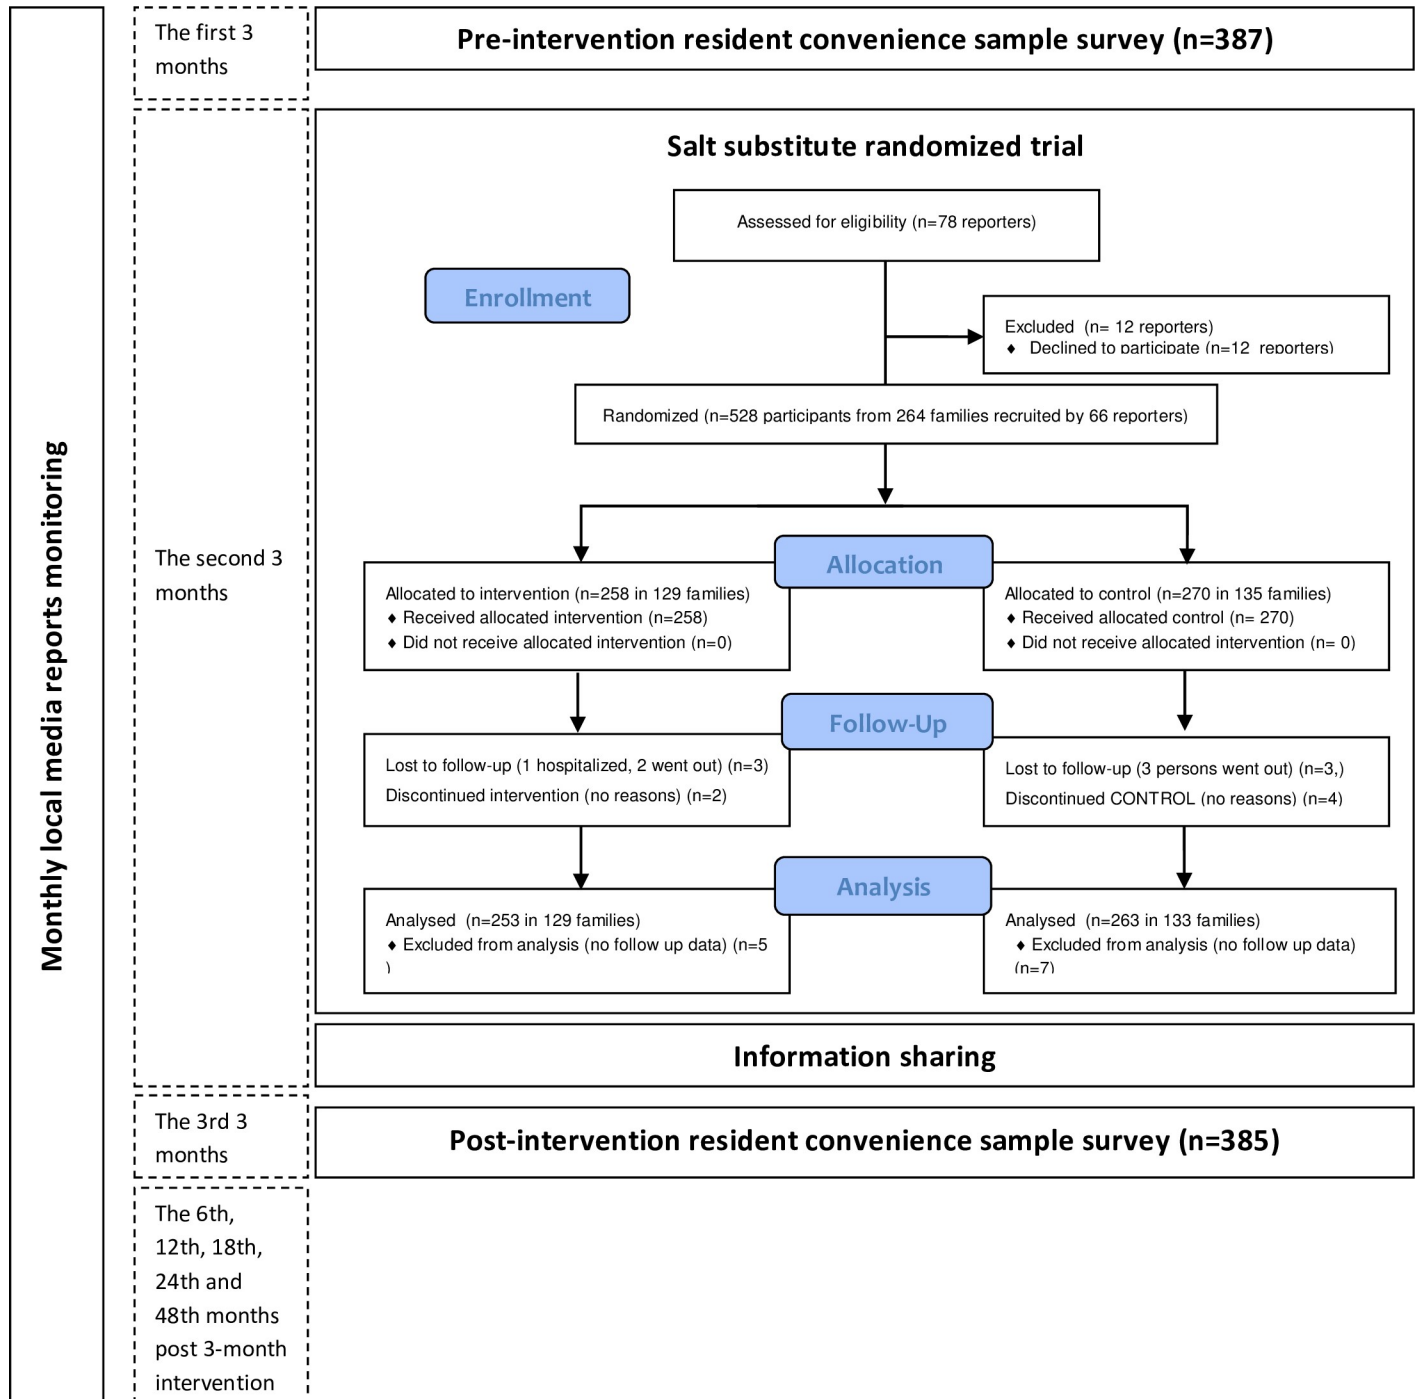 Monthly local media reports monitoring
The first 3
months
Pre-intervention resident convenience sample survey (n=387)
The second 3
months
Salt substitute randomized trial
Assessed for eligibility (n=78 reporters)
Enrollment
Excluded (n= 12 reporters)
♦ Declined to participate (n=12 reporters)
Randomized (n=528 participants from 264 families recruited by 66 reporters)
Allocation
Allocated to intervention (n=258 in 129 families)
♦ Received allocated intervention (n=258)
♦ Did not receive allocated intervention (n=0)
Allocated to control (n=270 in 135 families)
♦ Received allocated control (n= 270)
♦ Did not receive allocated intervention (n= 0)
Follow-Up
Lost to follow-up (1 hospitalized, 2 went out) (n=3)
Discontinued intervention (no reasons) (n=2)
Lost to follow-up (3 persons went out) (n=3,)
Discontinued CONTROL (no reasons) (n=4)
Analysis
Analysed (n=253 in 129 families)
♦ Excluded from analysis (no follow up data) (n=5
)
Analysed (n=263 in 133 families)
♦ Excluded from analysis (no follow up data)
(n=7)
Information sharing
The 3rd 3
months
Post-intervention resident convenience sample survey (n=385)
The 6th,
12th, 18th,
24th and
48th months
post 3-month
intervention